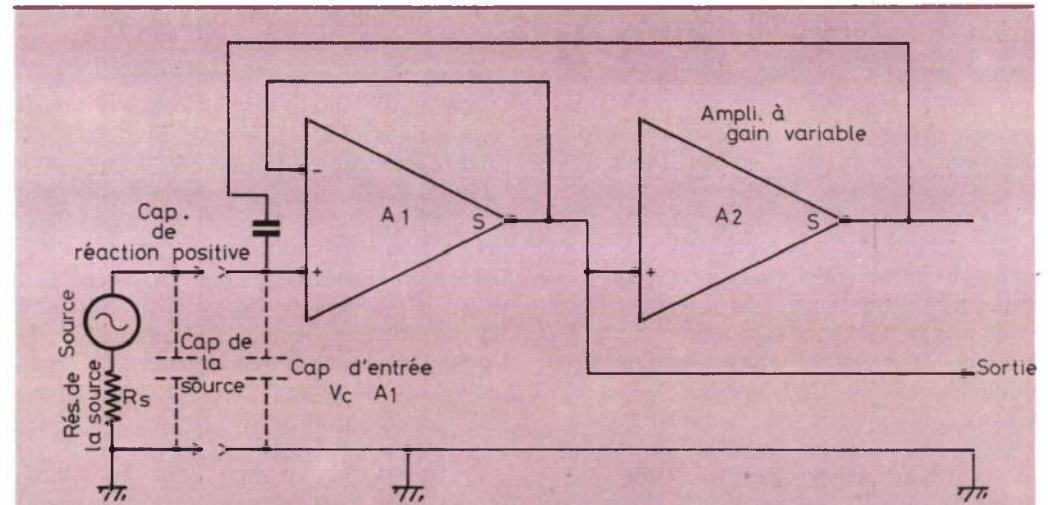 Ampli. à
gain variable
-
A1
S
A2
S
Cap.
de
réaction positive
+
+
Source
Cap de
la
source
Cap d'entrée
Vc A1
Sortie
Rés. de
la source
Rs